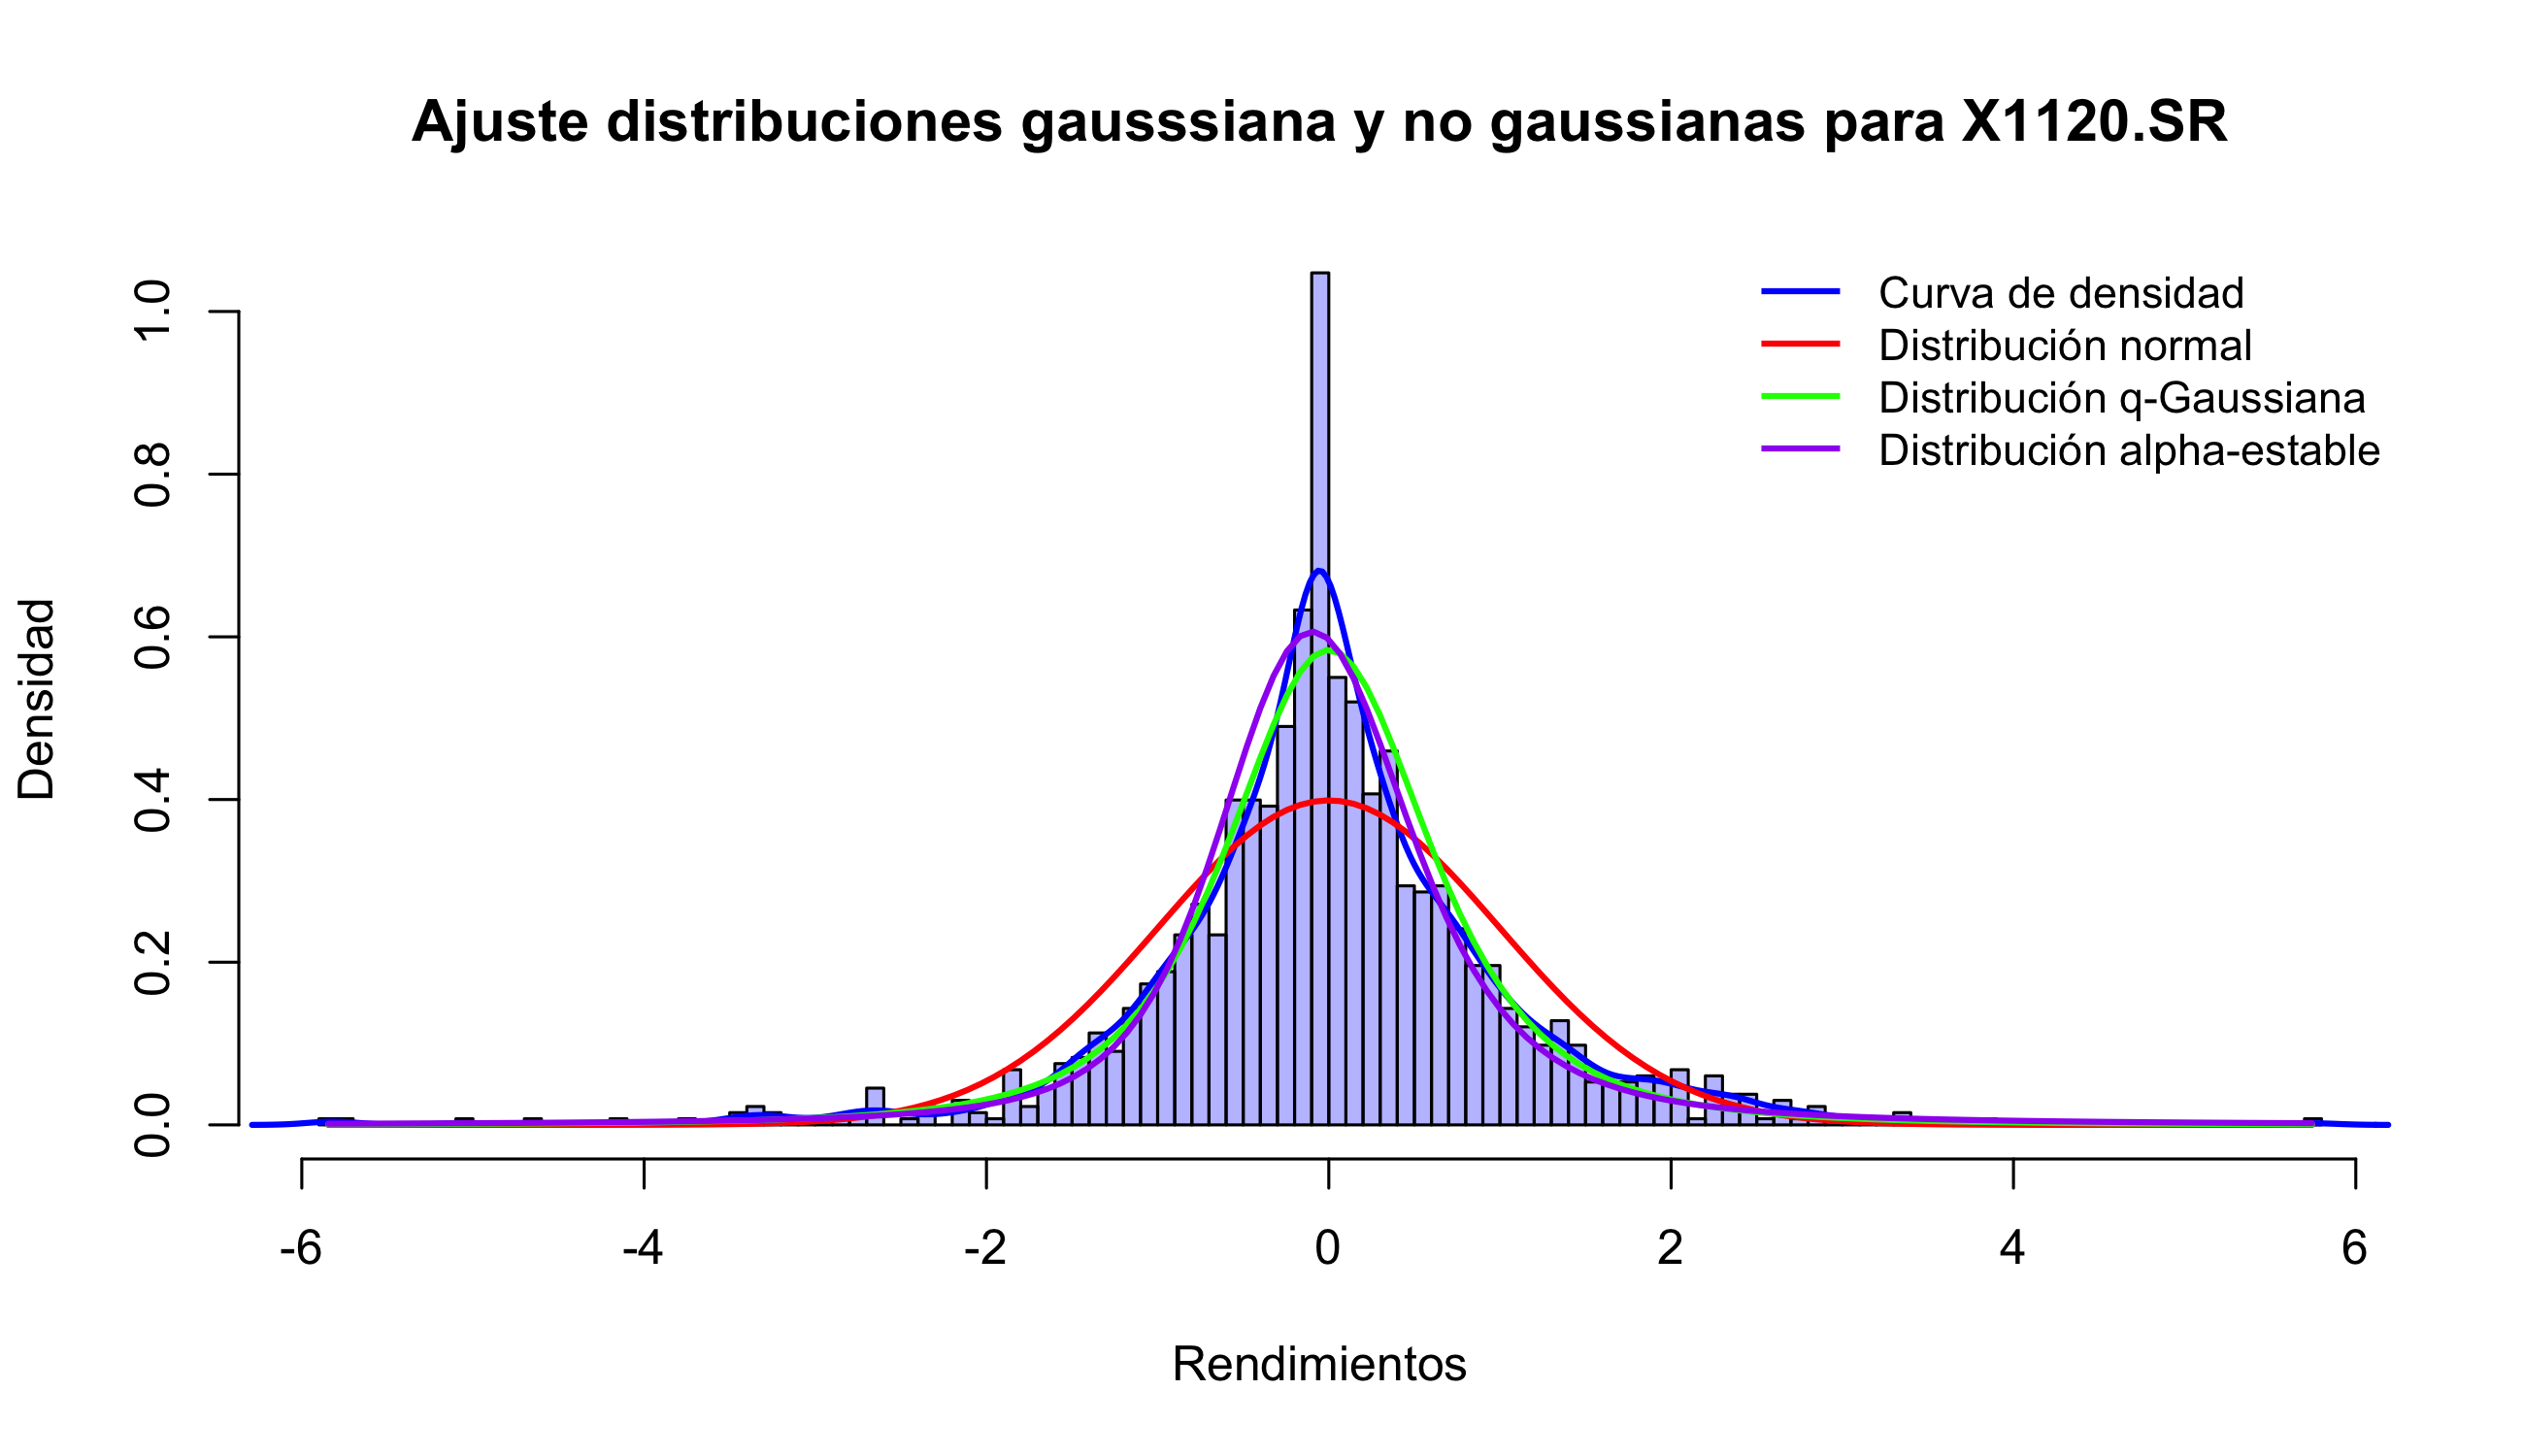 Ajuste distribuciones gausssiana y no gaussianas para X1120.SR
Curva de densidad
Distribución normal
Distribución q-Gaussiana
Distribución alpha-estable
Densidad
1.0
0.8
0.6
0.4
0.2
0.0
-6 -4 -2 0 2 4 6
Rendimientos